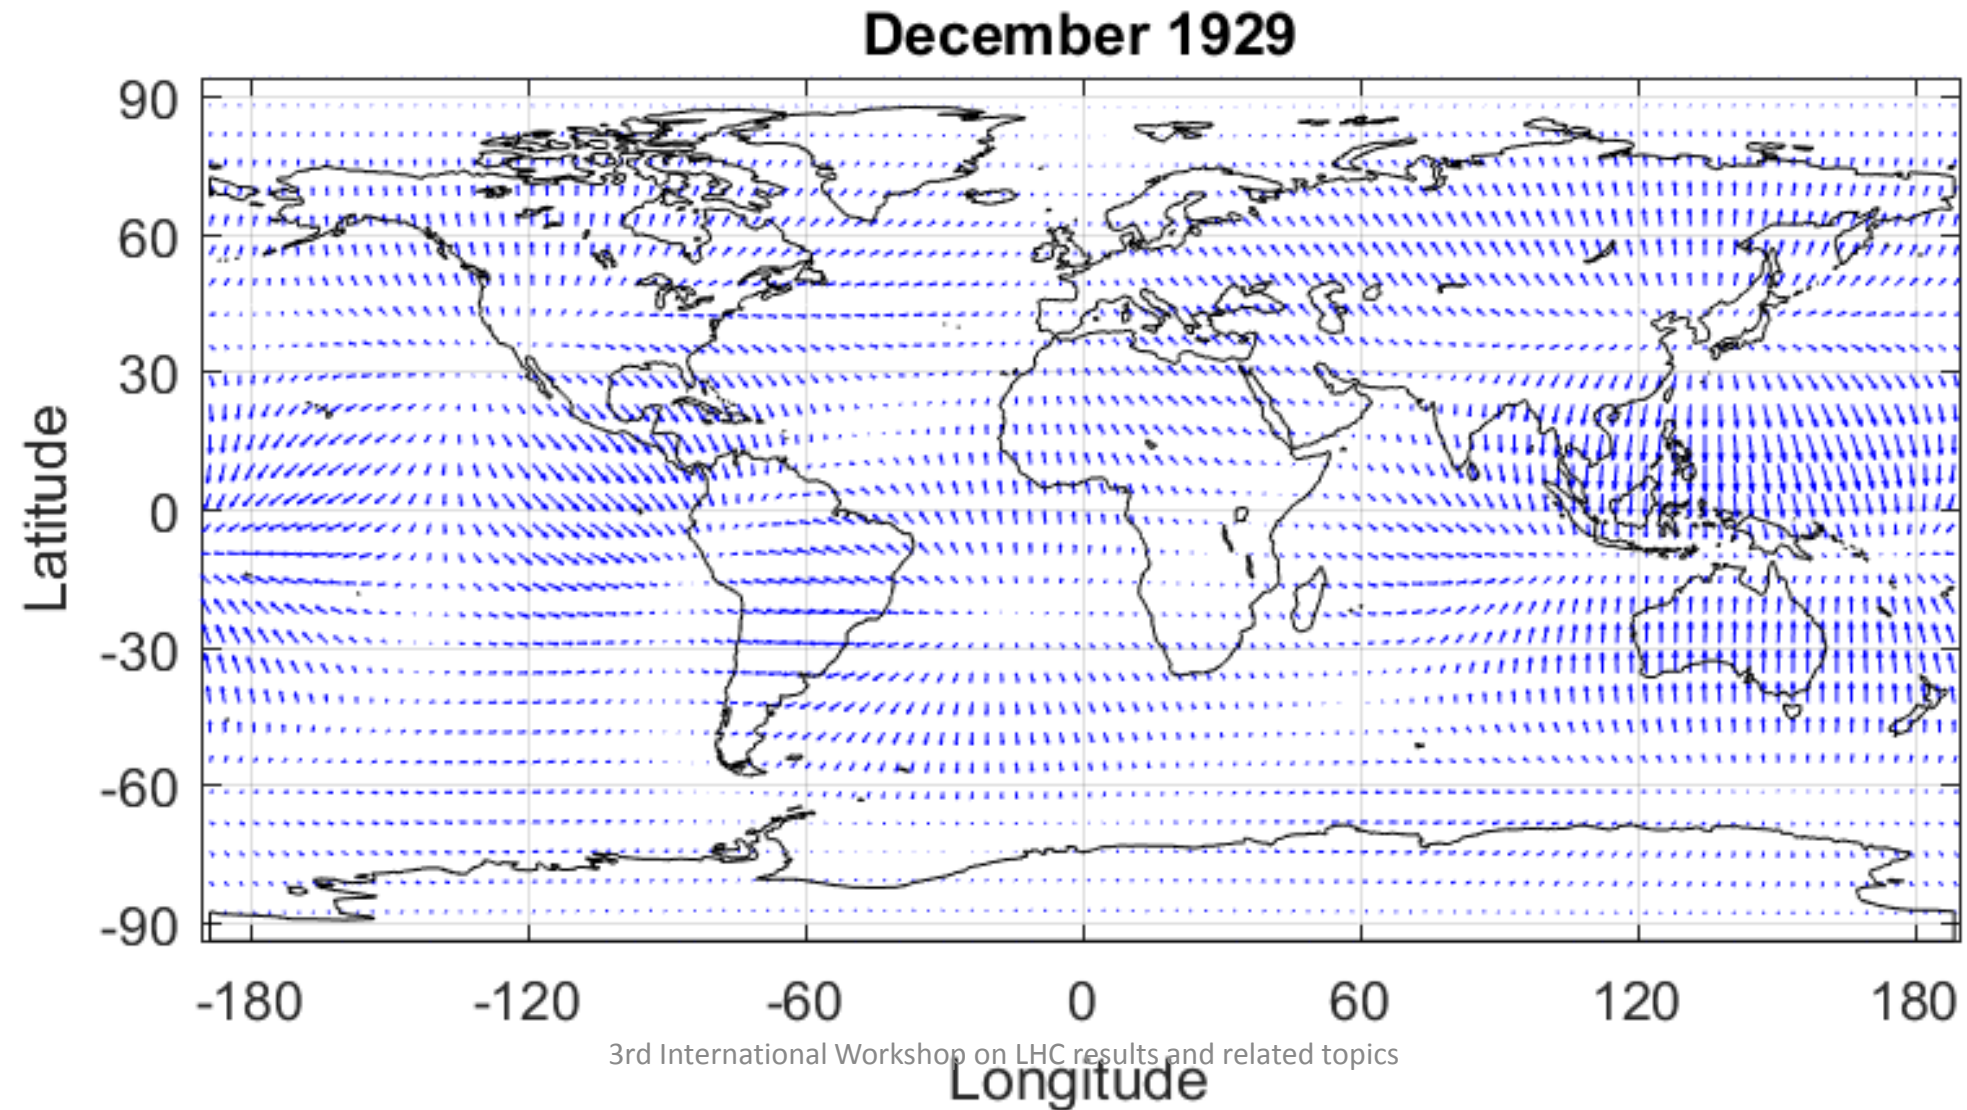 December 1929
90
60
30
0
-30
-60
-90
Latitude
-180 -120 -60 0 60 120 180
3rd International Workshop on LHC results and related topics
Longitude